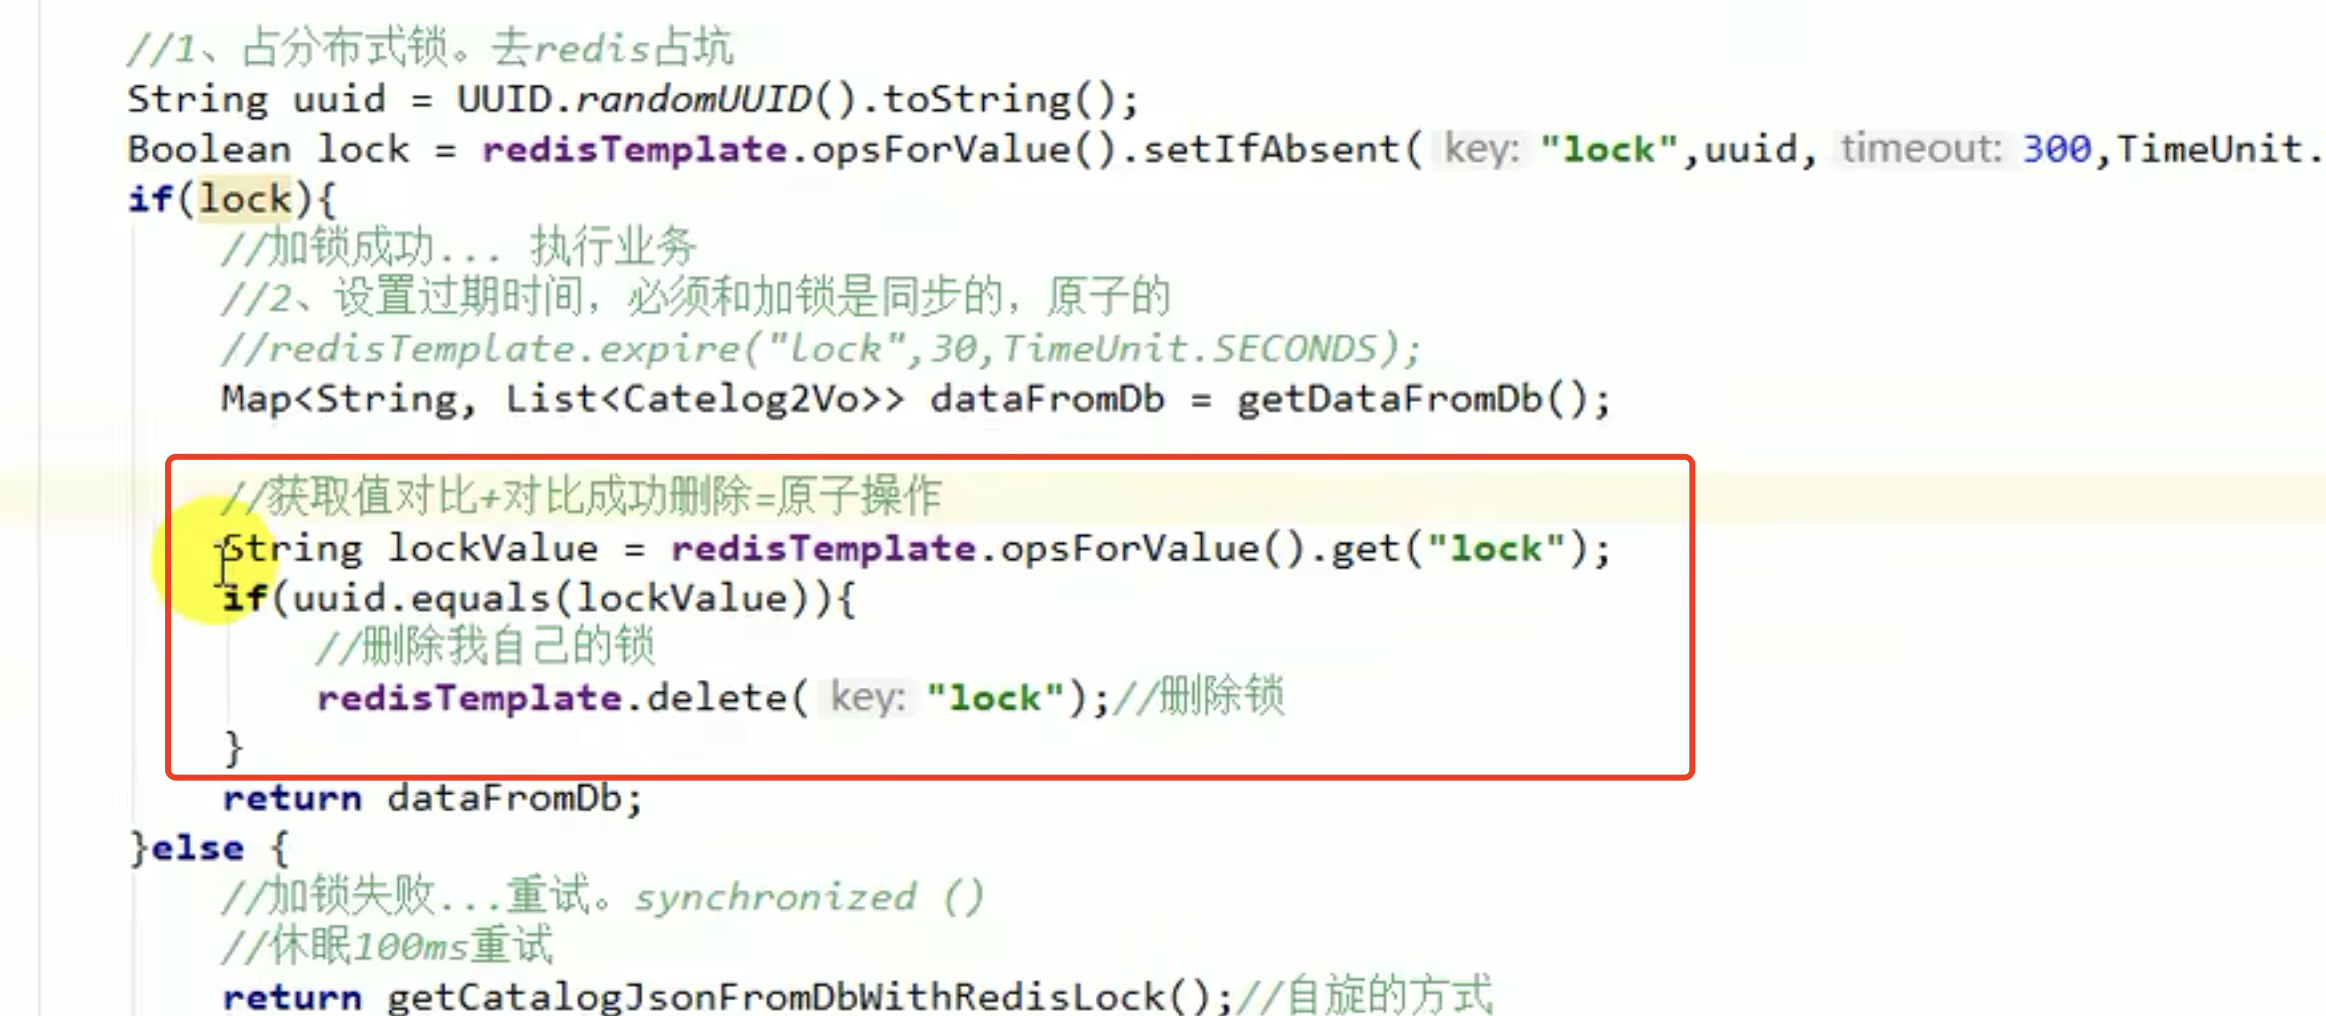 //1、占分布式锁。去redis占坑
String uuid = UUID.randomUUID().toString();
Boolean lock = redisTemplate.opsForValue().setIfAbsent( key: "lock",uuid, timeout: 300,TimeUnit.
if(lock){
//加锁成功... 执行业务
//2、设置过期时间，必须和加锁是同步的，原子的
//redisTemplate.expire("lock",30,TimeUnit.SECONDS);
Map<String, List<Catelog2Vo>> dataFromDb = getDataFromDb();
//获取值对比+对比成功删除=原子操作
String lockValue = redisTemplate.opsForValue().get("lock");
if(uuid.equals(lockValue)){
//删除我自己的锁
redisTemplate.delete( key: "lock");//删除锁
}
return dataFromDb;
}else {
//加锁失败...重试。synchronized ()
//休眠100ms重试
return getCatalogJsonFromDbWithRedisLock();//自旋的方式